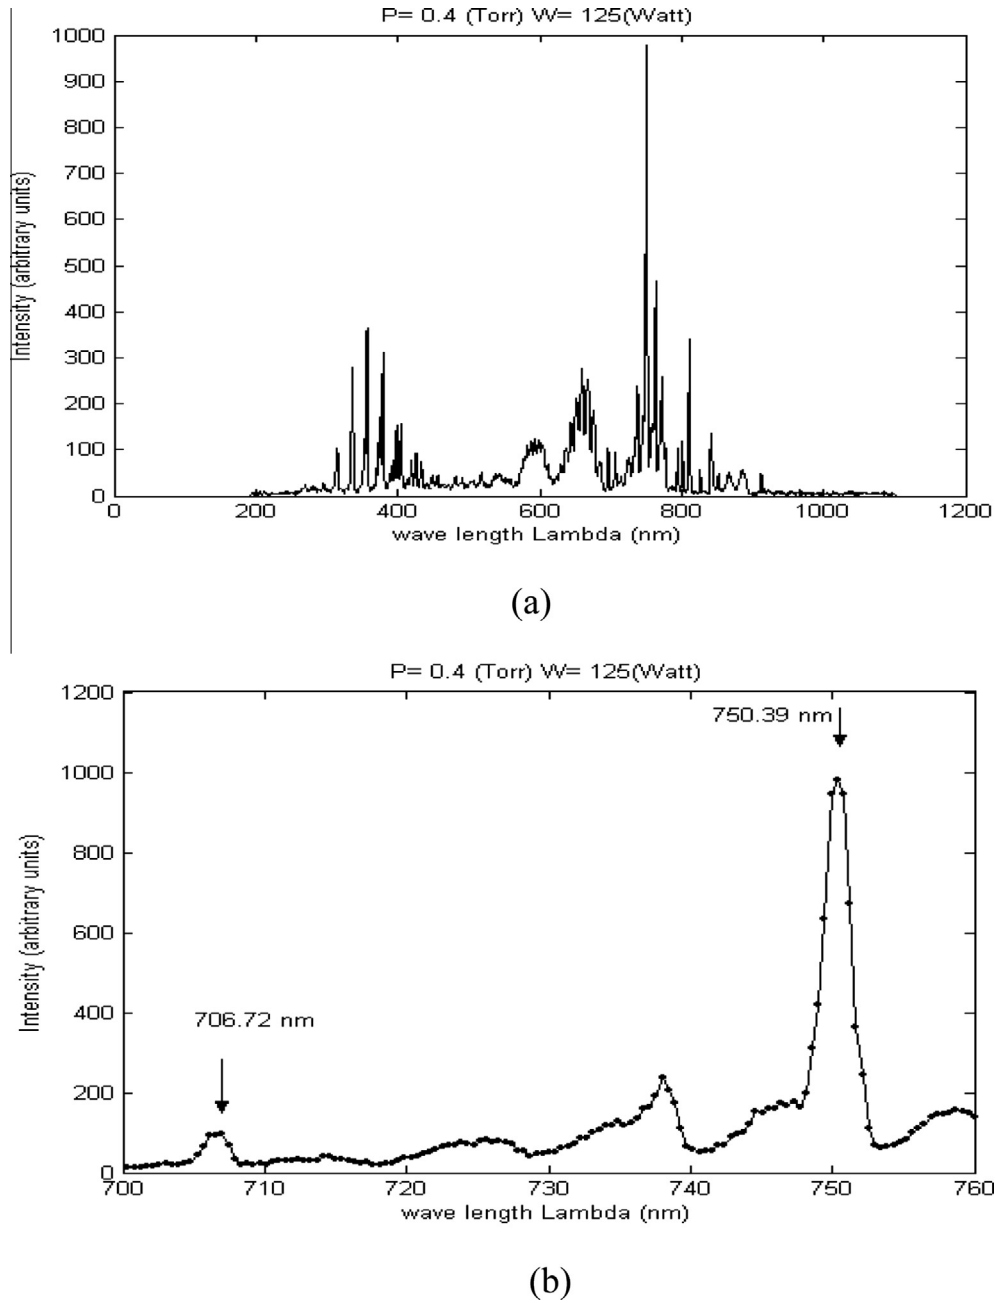 P= 0.4 (Torr) W= 125(Watt)
1000
900
800
700
600
500
400
300
200
100
0
Intensity (arbitrary units)
0 200 400 600 800 1000 1200
wave length Lambda (nm)
(a)
P= 0.4 (Torr) W= 125(Watt)
1200
1000
800
600
400
200
0
Intensity (arbitrary units)
750.39 nm
706.72 nm
700 710 720 730 740 750 760
wave length Lambda (nm)
(b)